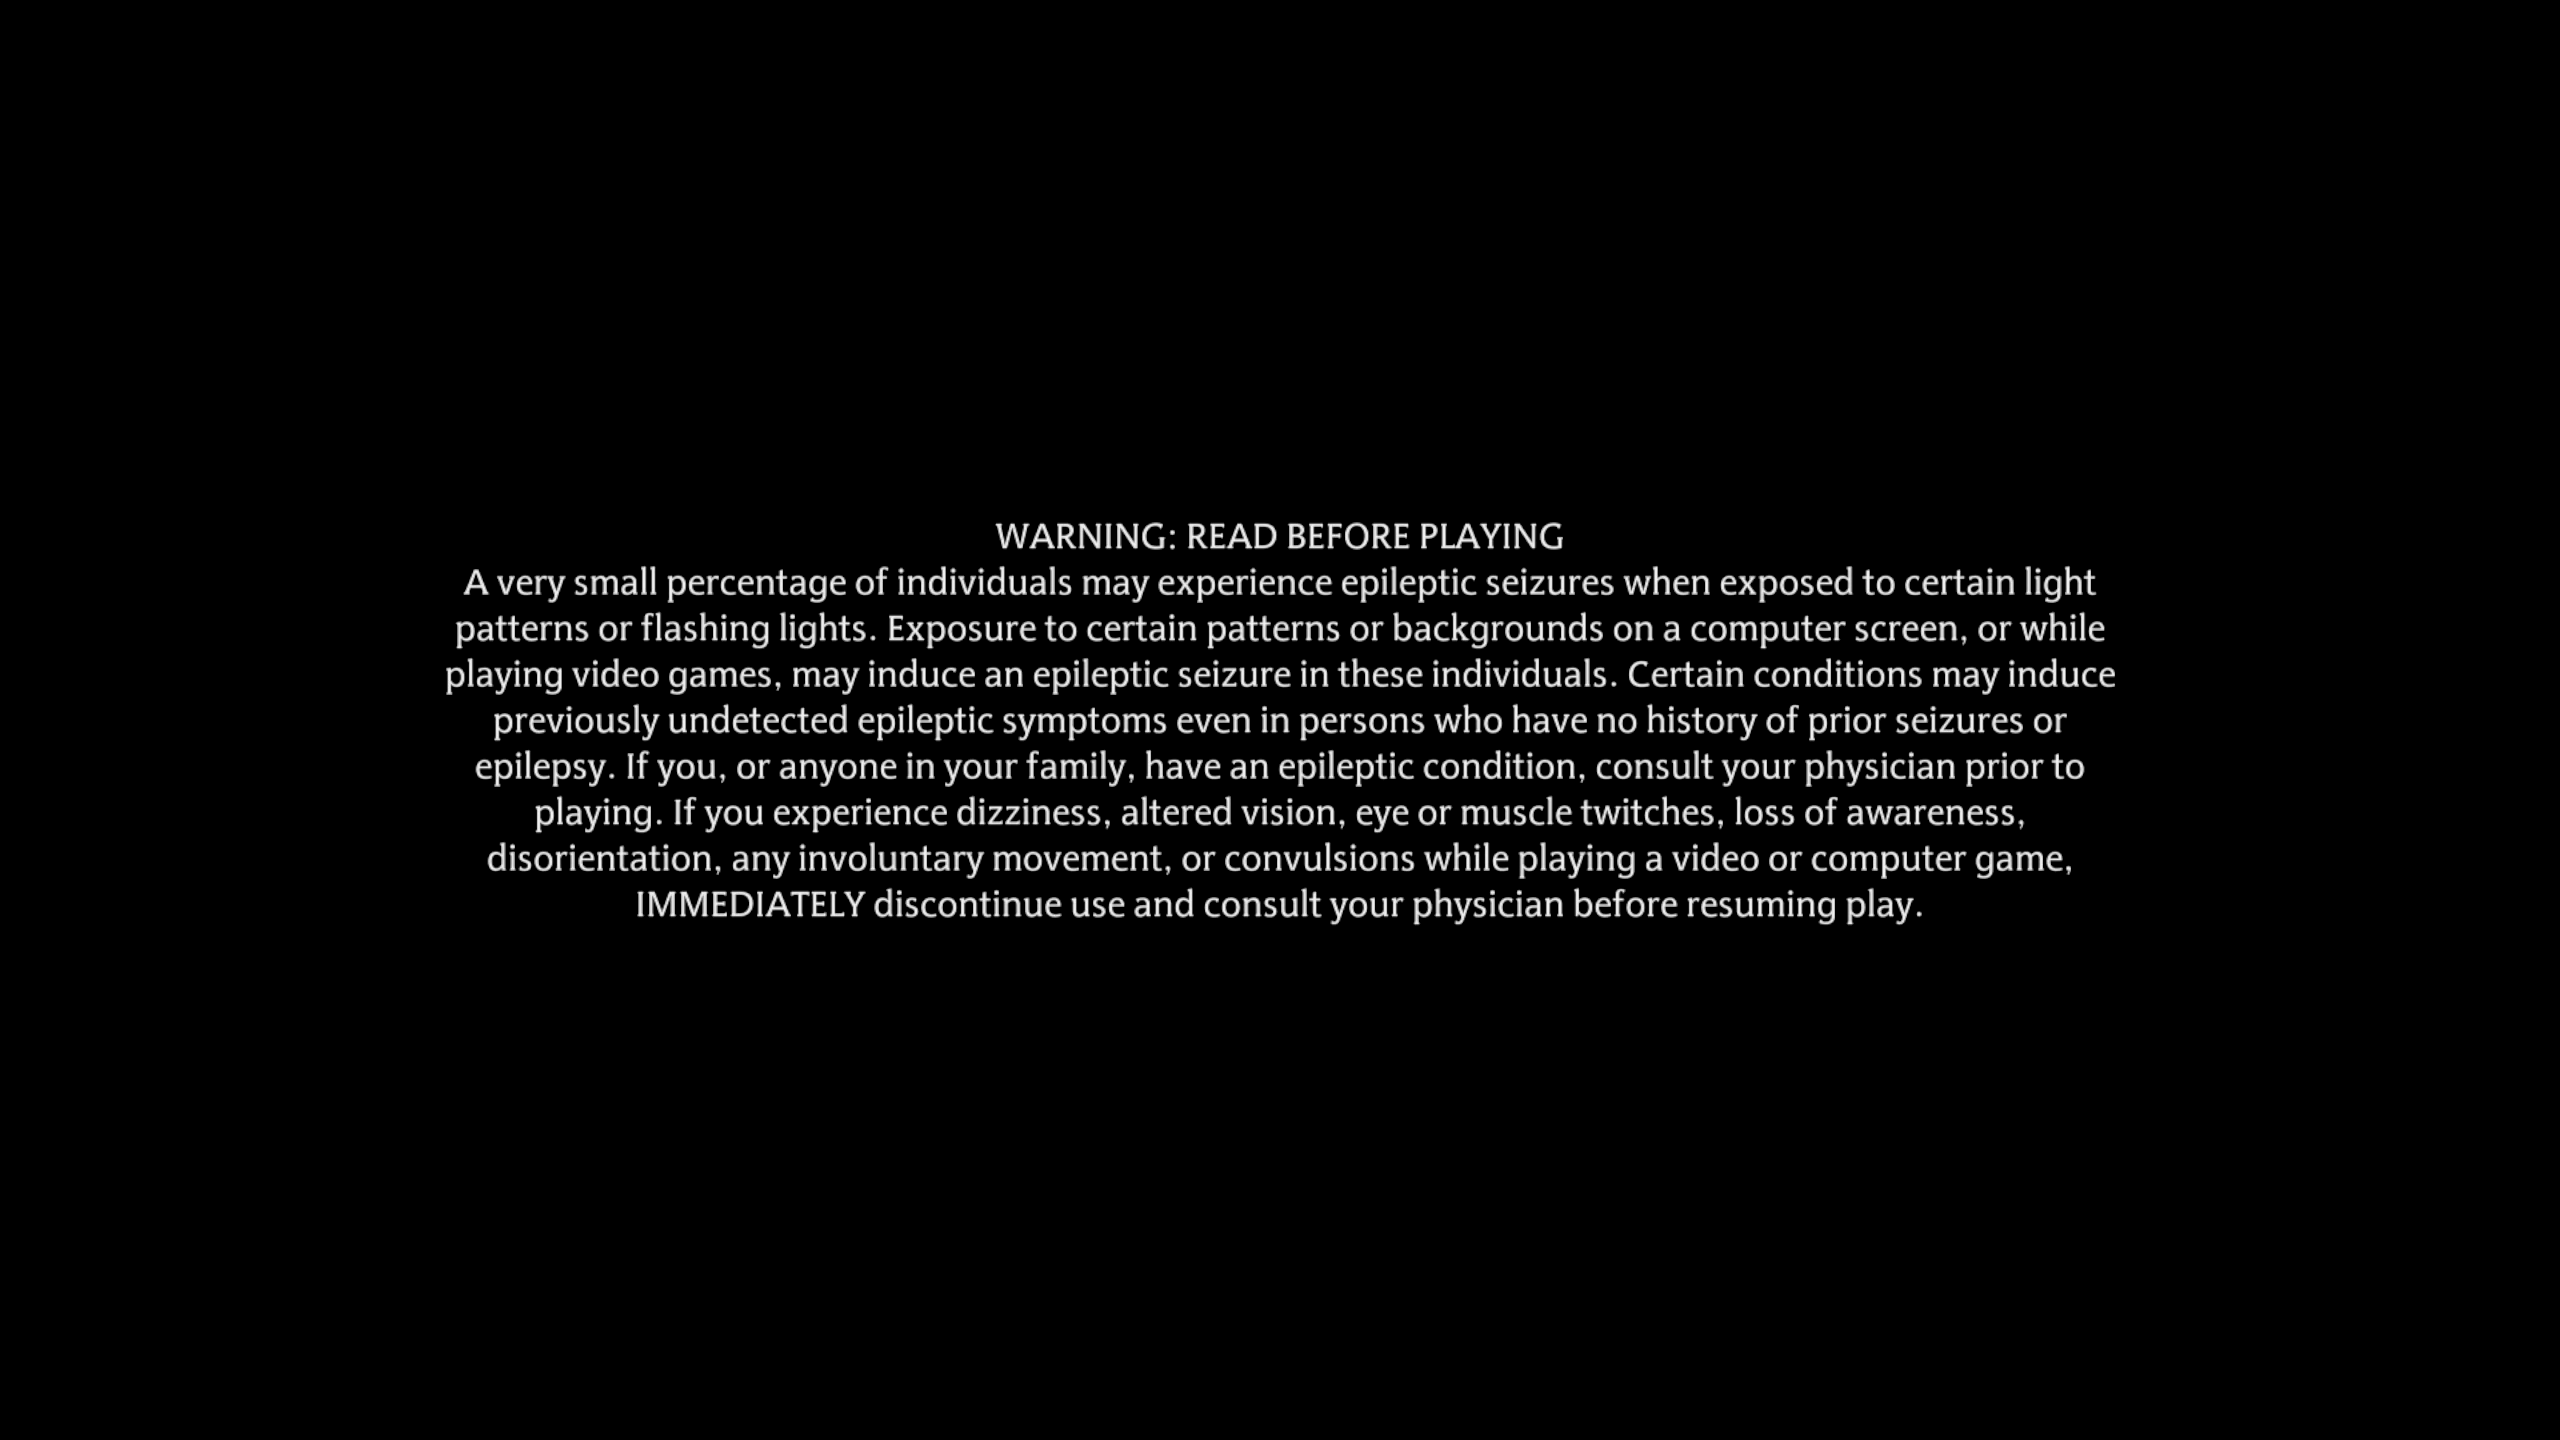 WARNING: READ BEFORE PLAYING
A very small percentage of individuals may experience epileptic seizures when exposed to certain light
patterns or flashing lights. Exposure to certain patterns or backgrounds on a computer screen, or while
playing video games, may induce an epileptic seizure in these individuals. Certain conditions may induce
previously undetected epileptic symptoms even in persons who have no history of prior seizures or
epilepsy. If you, or anyone in your family, have an epileptic condition, consult your physician prior to
playing. If you experience dizziness, altered vision, eye or muscle twitches, loss of awareness,
disorientation, any involuntary movement, or convulsions while playing a video or computer game,
IMMEDIATELY discontinue use and consult your physician before resuming play.